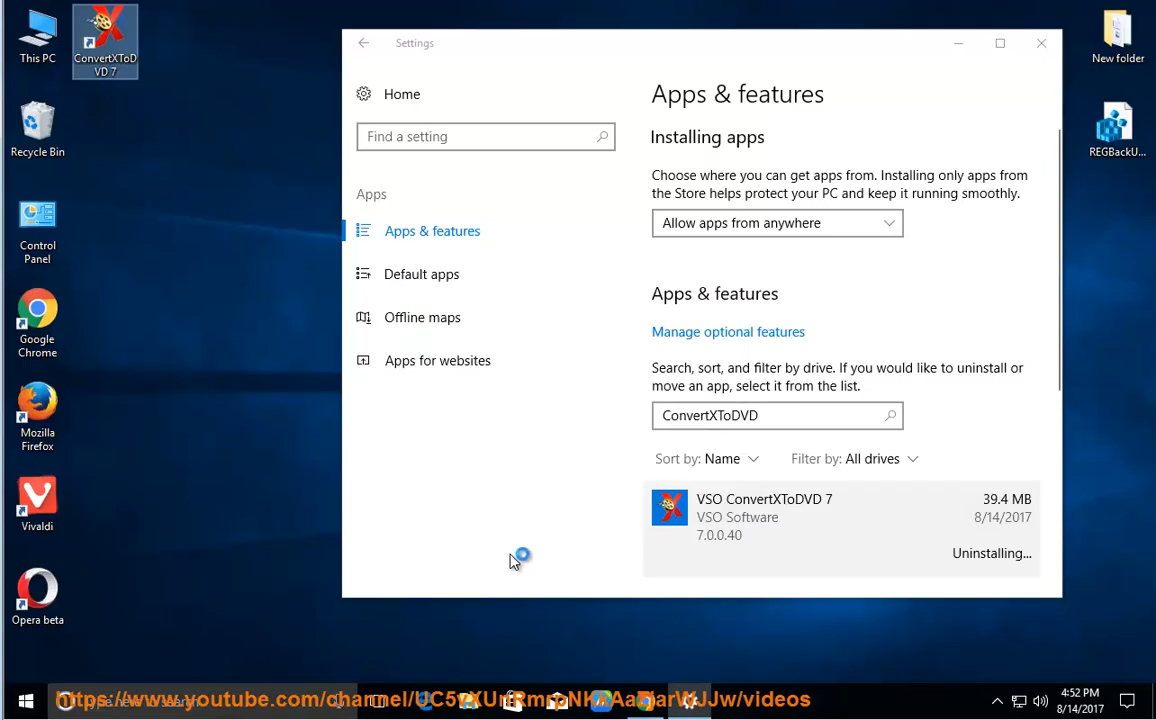 This PC
ConvertXToD
VD 7
Recycle Bin
Control
Panel
Google
Chrome
Mozilla
Firefox
Vivaldi
Opera beta
New folder
REGBackU...
Settings
Home
Find a setting
Apps
Apps & features
Default apps
Offline maps
Apps for websites
Apps & features
Installing apps
Choose where you can get apps from. Installing only apps from
the Store helps protect your PC and keep it running smoothly.
Allow apps from anywhere
Apps & features
Manage optional features
Search, sort, and filter by drive. If you would like to uninstall or
move an app, select it from the list.
ConvertXToDVD
Sort by: Name
Filter by: All drives
VSO ConvertXToDVD 7
39.4 MB
VSO Software
8/14/2017
7.0.0.40
Uninstalling...
Type here to search
4:52 PM
8/14/2017